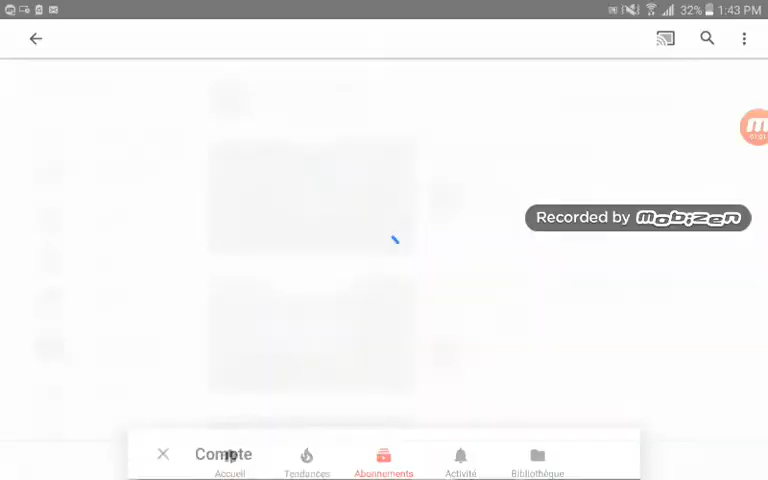 32% 1:43 PM
Recorded by mobizen
Compte
Accueil Tendances Abonnements Activité Bibliothèque